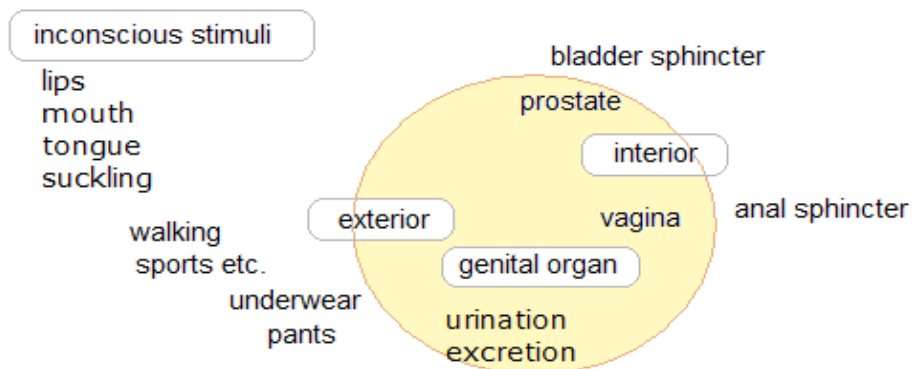 inconscious stimuli
lips
mouth
tongue
suckling
bladder sphincter
prostate
interior
exterior
vagina
anal sphincter
walking
sports etc.
genital organ
underwear
pants
urination
excretion